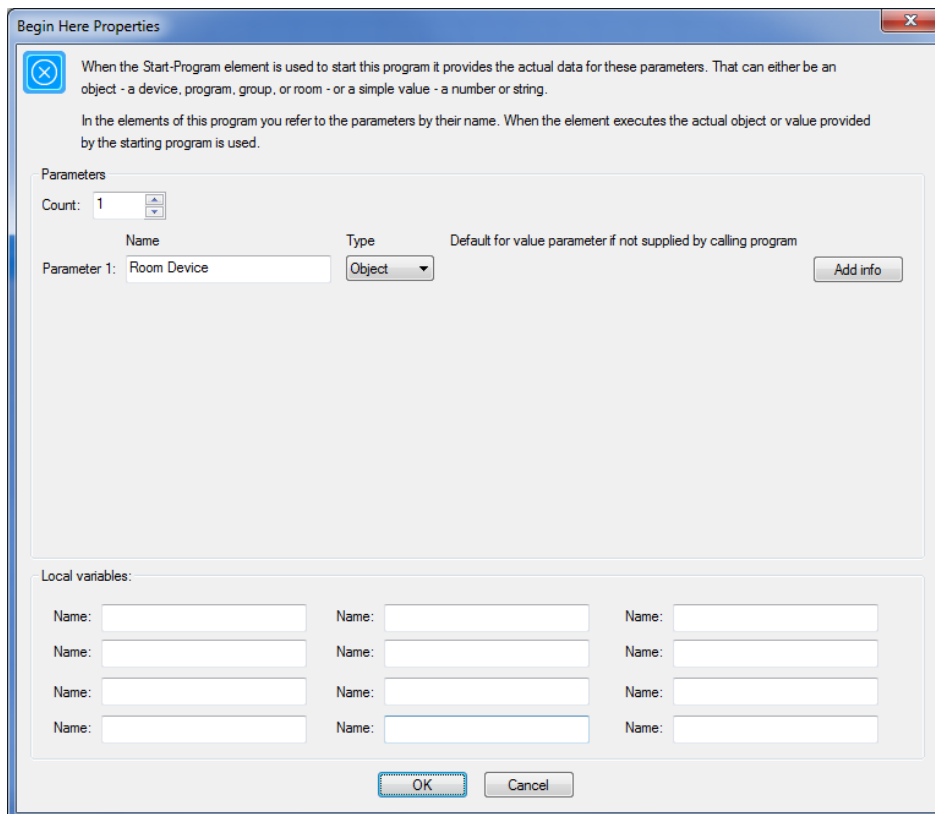 Begin Here Properties
When the Start-Program element is used to start this program it provides the actual data for these parameters. That can either be an
object - a device, program, group, or room - or a simple value - a number or string.
In the elements of this program you refer to the parameters by their name. When the element executes the actual object or value provided
by the starting program is used.
Parameters
Count: 1
Name Type Default for value parameter if not supplied by calling program
Parameter 1: Room Device Object Add info
Local variables:
Name: Name: Name:
Name: Name: Name:
Name: Name: Name:
Name: Name: Name:
OK Cancel